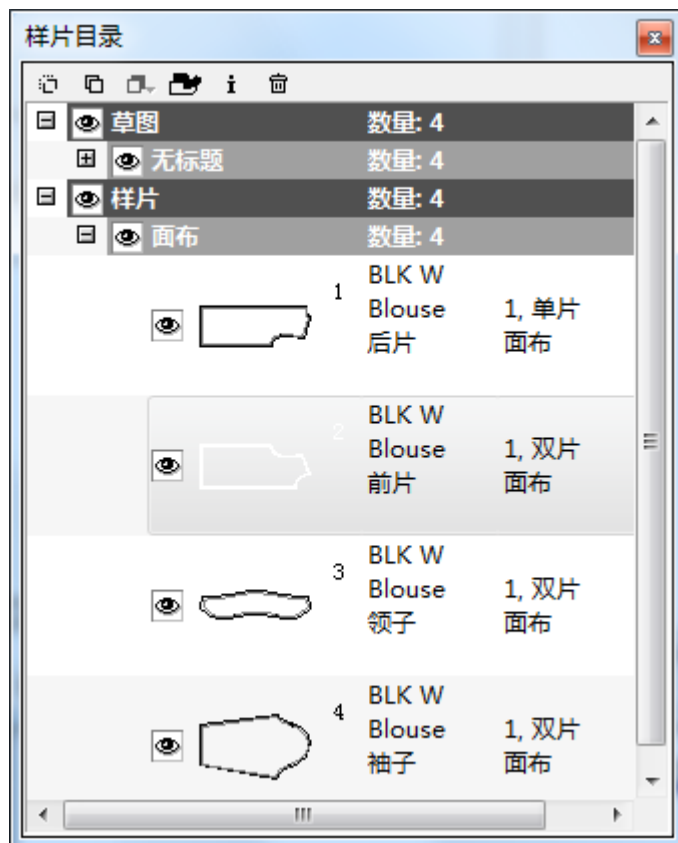 样片目录
草图 数量: 4
无标题 数量: 4
样片 数量: 4
面布 数量: 4
1
BLK W
Blouse 1, 单片
后片 面布
2
BLK W
Blouse 1, 双片
前片 面布
3
BLK W
Blouse 1, 双片
领子 面布
4
BLK W
Blouse 1, 双片
袖子 面布